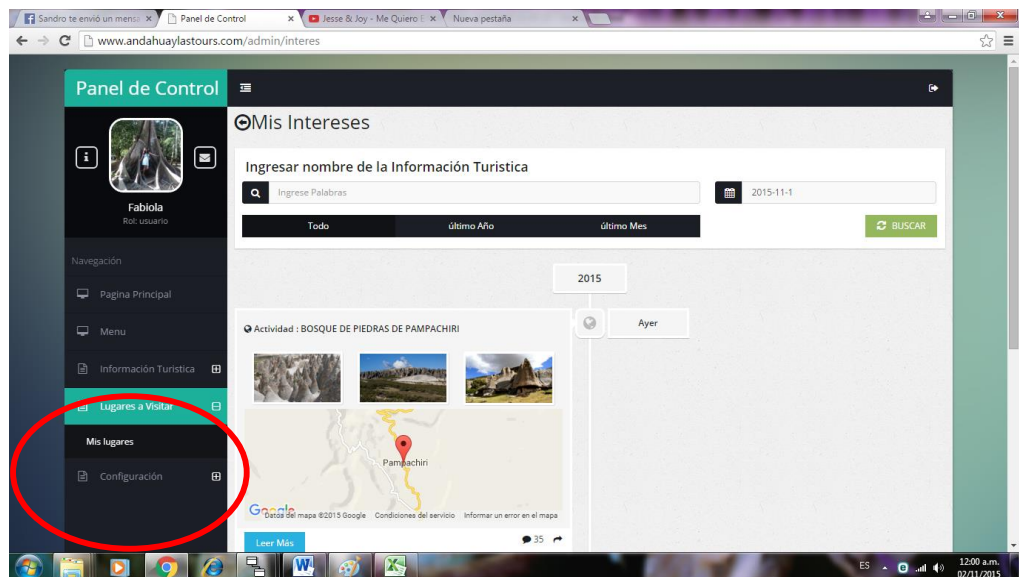 Sandro te envió un mensa
Panel de Control
Jesse & Joy - Me Quiero E
Nueva pestaña
www.andahuaylastours.com/admin/interes
Panel de Control
Fabiola
Rol: usuario
Navegación
Pagina Principal
Menu
Información Turistica
Lugares a Visitar
Mis lugares
Configuración
Mis Intereses
Ingresar nombre de la Información Turistica
Ingrese Palabras
2015-11-1
Todo último Año último Mes
BUSCAR
2015
Ayer
Actividad : BOSQUE DE PIEDRAS DE PAMPACHIRI
Pampachiri
Google
Datos del mapa ©2015 Google Condiciones del servicio Informar un error en el mapa
Leer Más
35
ES
12:00 a.m.
02/11/2015